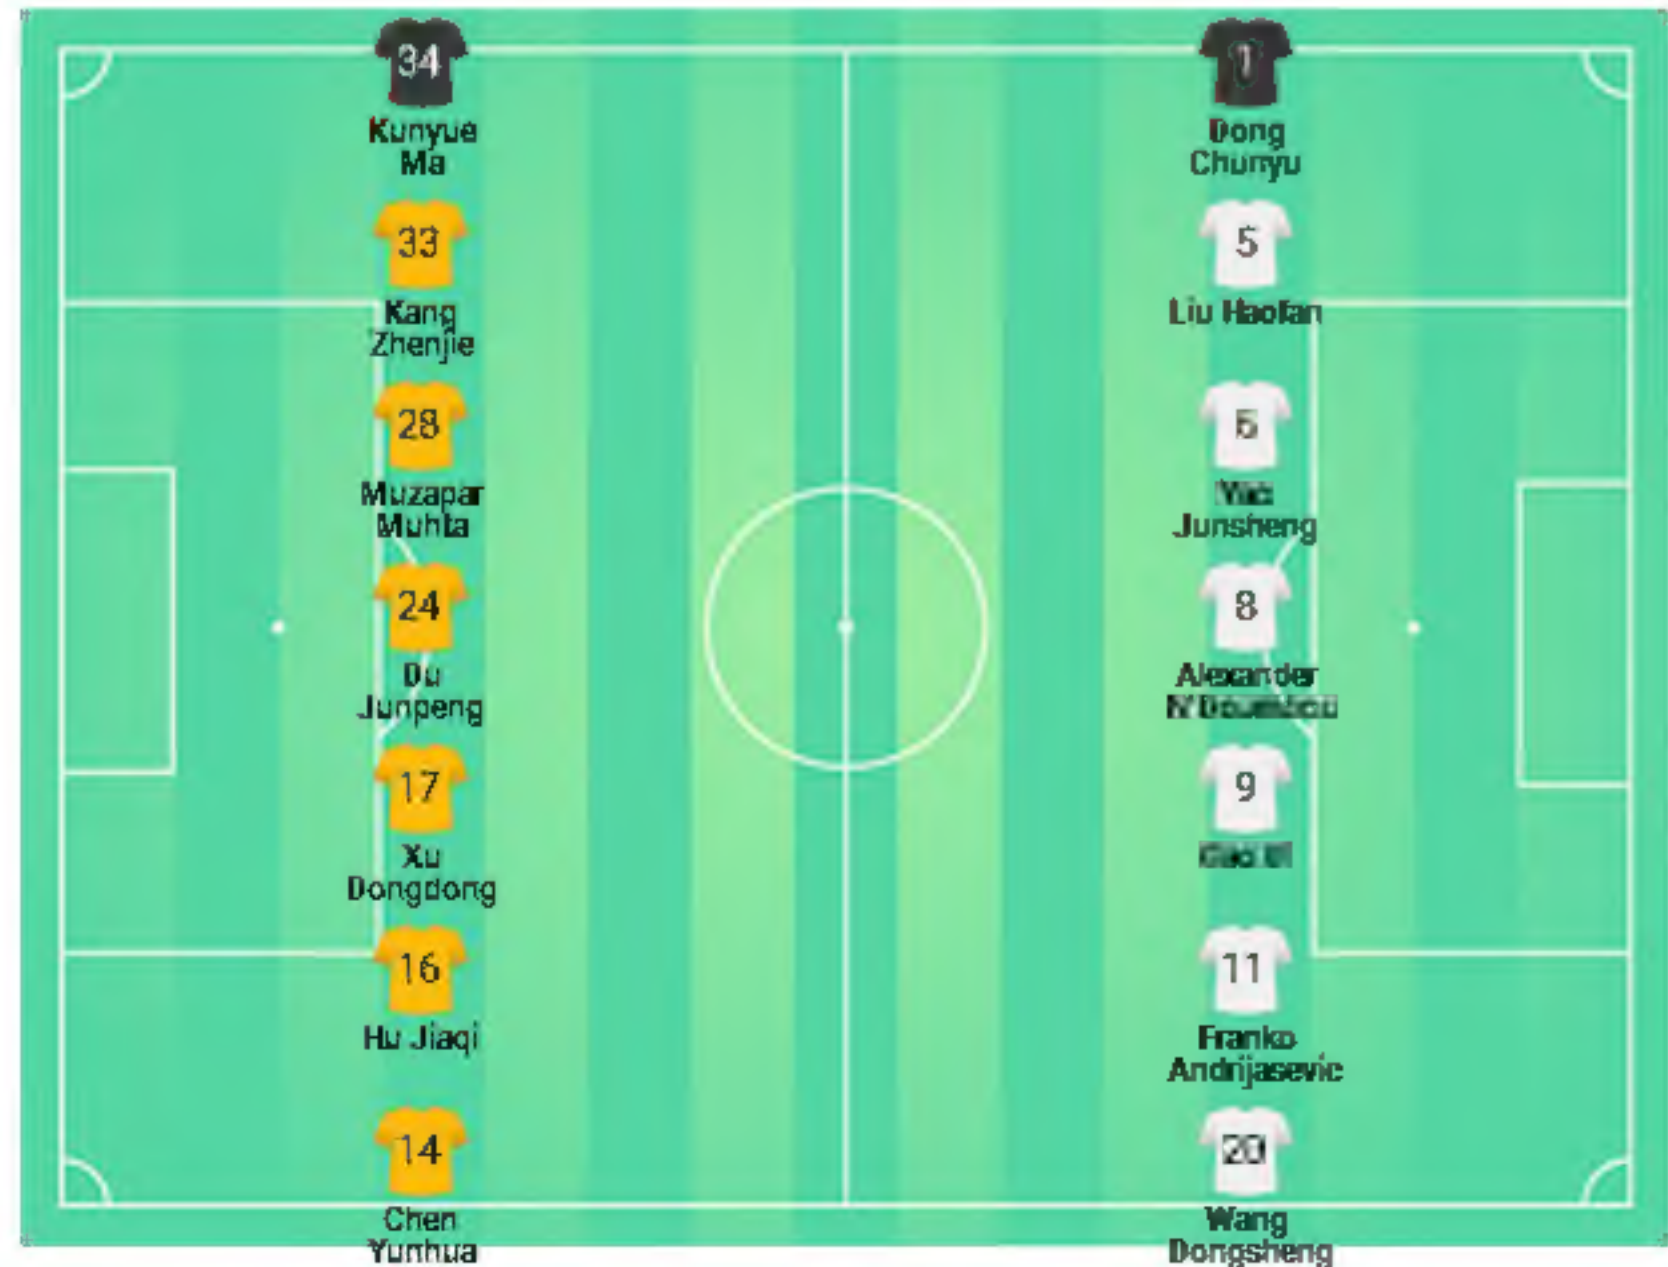 34
Kunyue
Ma
33
Kang
Zhenjie
28
Muzapar
Muhta
24
Du
Junpeng
17
Xu
Dongdong
16
Hu Jiaqi
14
Chen
Yunhua
1
Dong
Chunyu
5
Liu Haofan
6
Junsheng
8
Alexander
9
11
Franko
Andrijasevic
20
Wang
Dongsheng